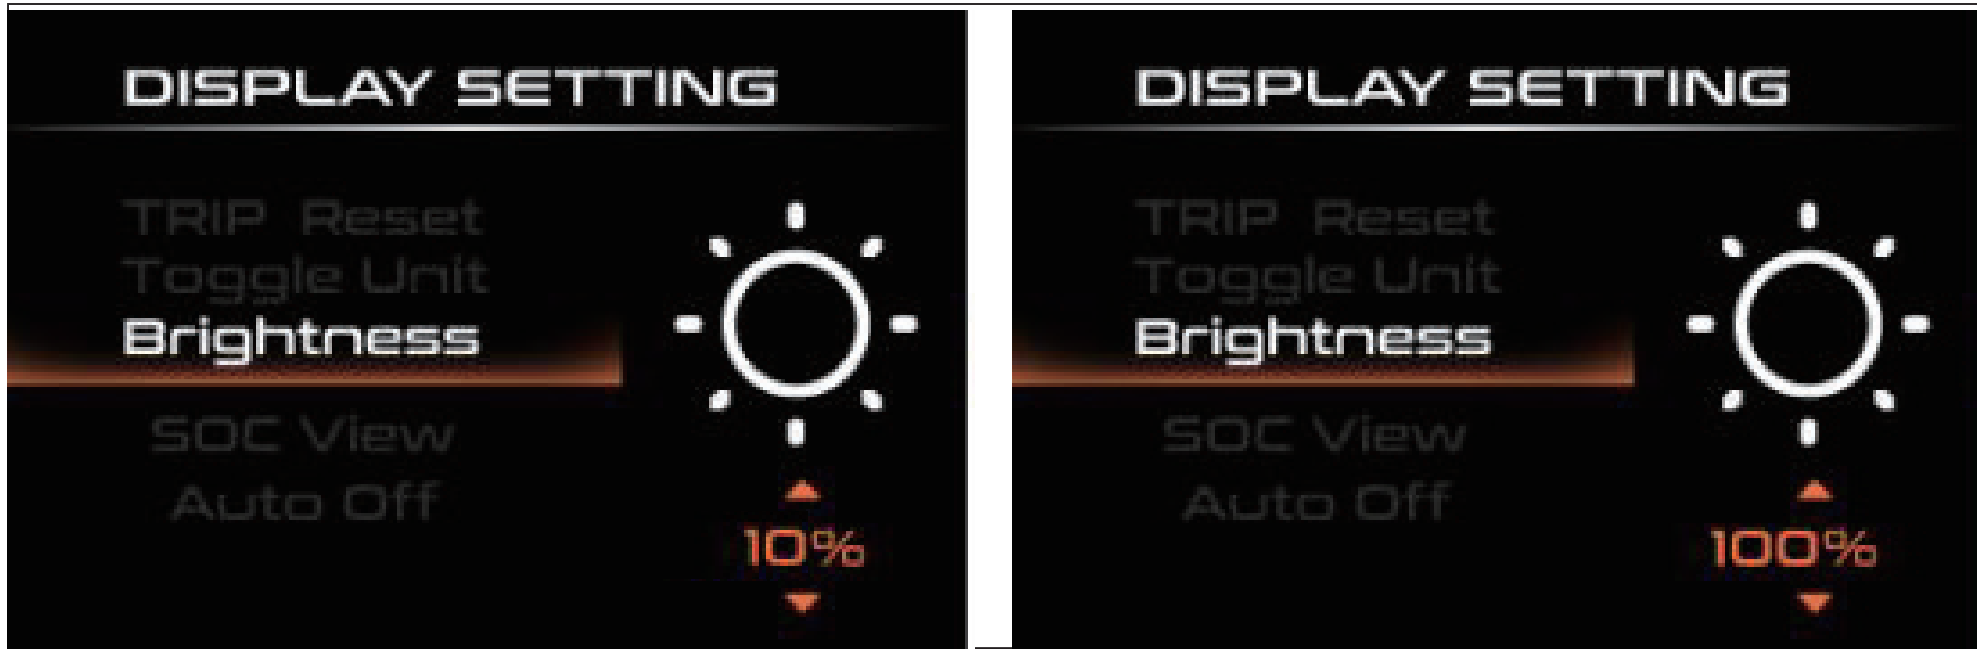 DISPLAY SETTING
TRIP Reset
Toggle Unit
Brightness
SOC View
Auto Off
10%
DISPLAY SETTING
TRIP Reset
Toggle Unit
Brightness
SOC View
Auto Off
100%